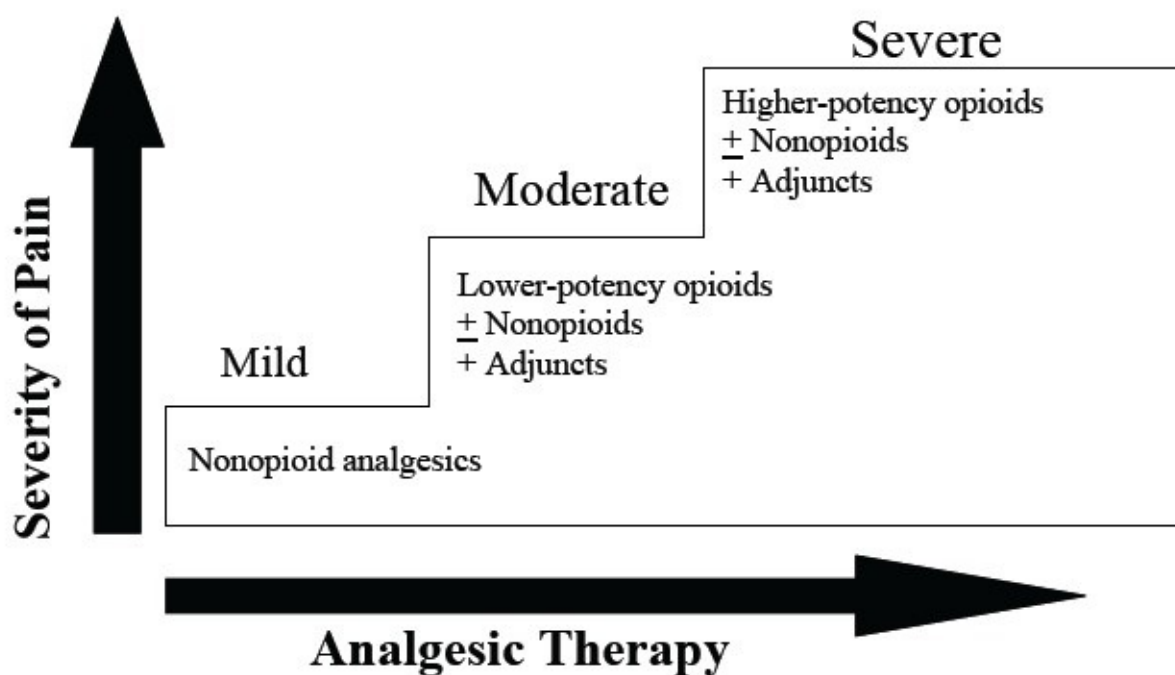 Severe
Higher-potency opioids
± Nonopioids
+ Adjuncts
Moderate
Lower-potency opioids
± Nonopioids
+ Adjuncts
Mild
Nonopioid analgesics
Severity of Pain
Analgesic Therapy